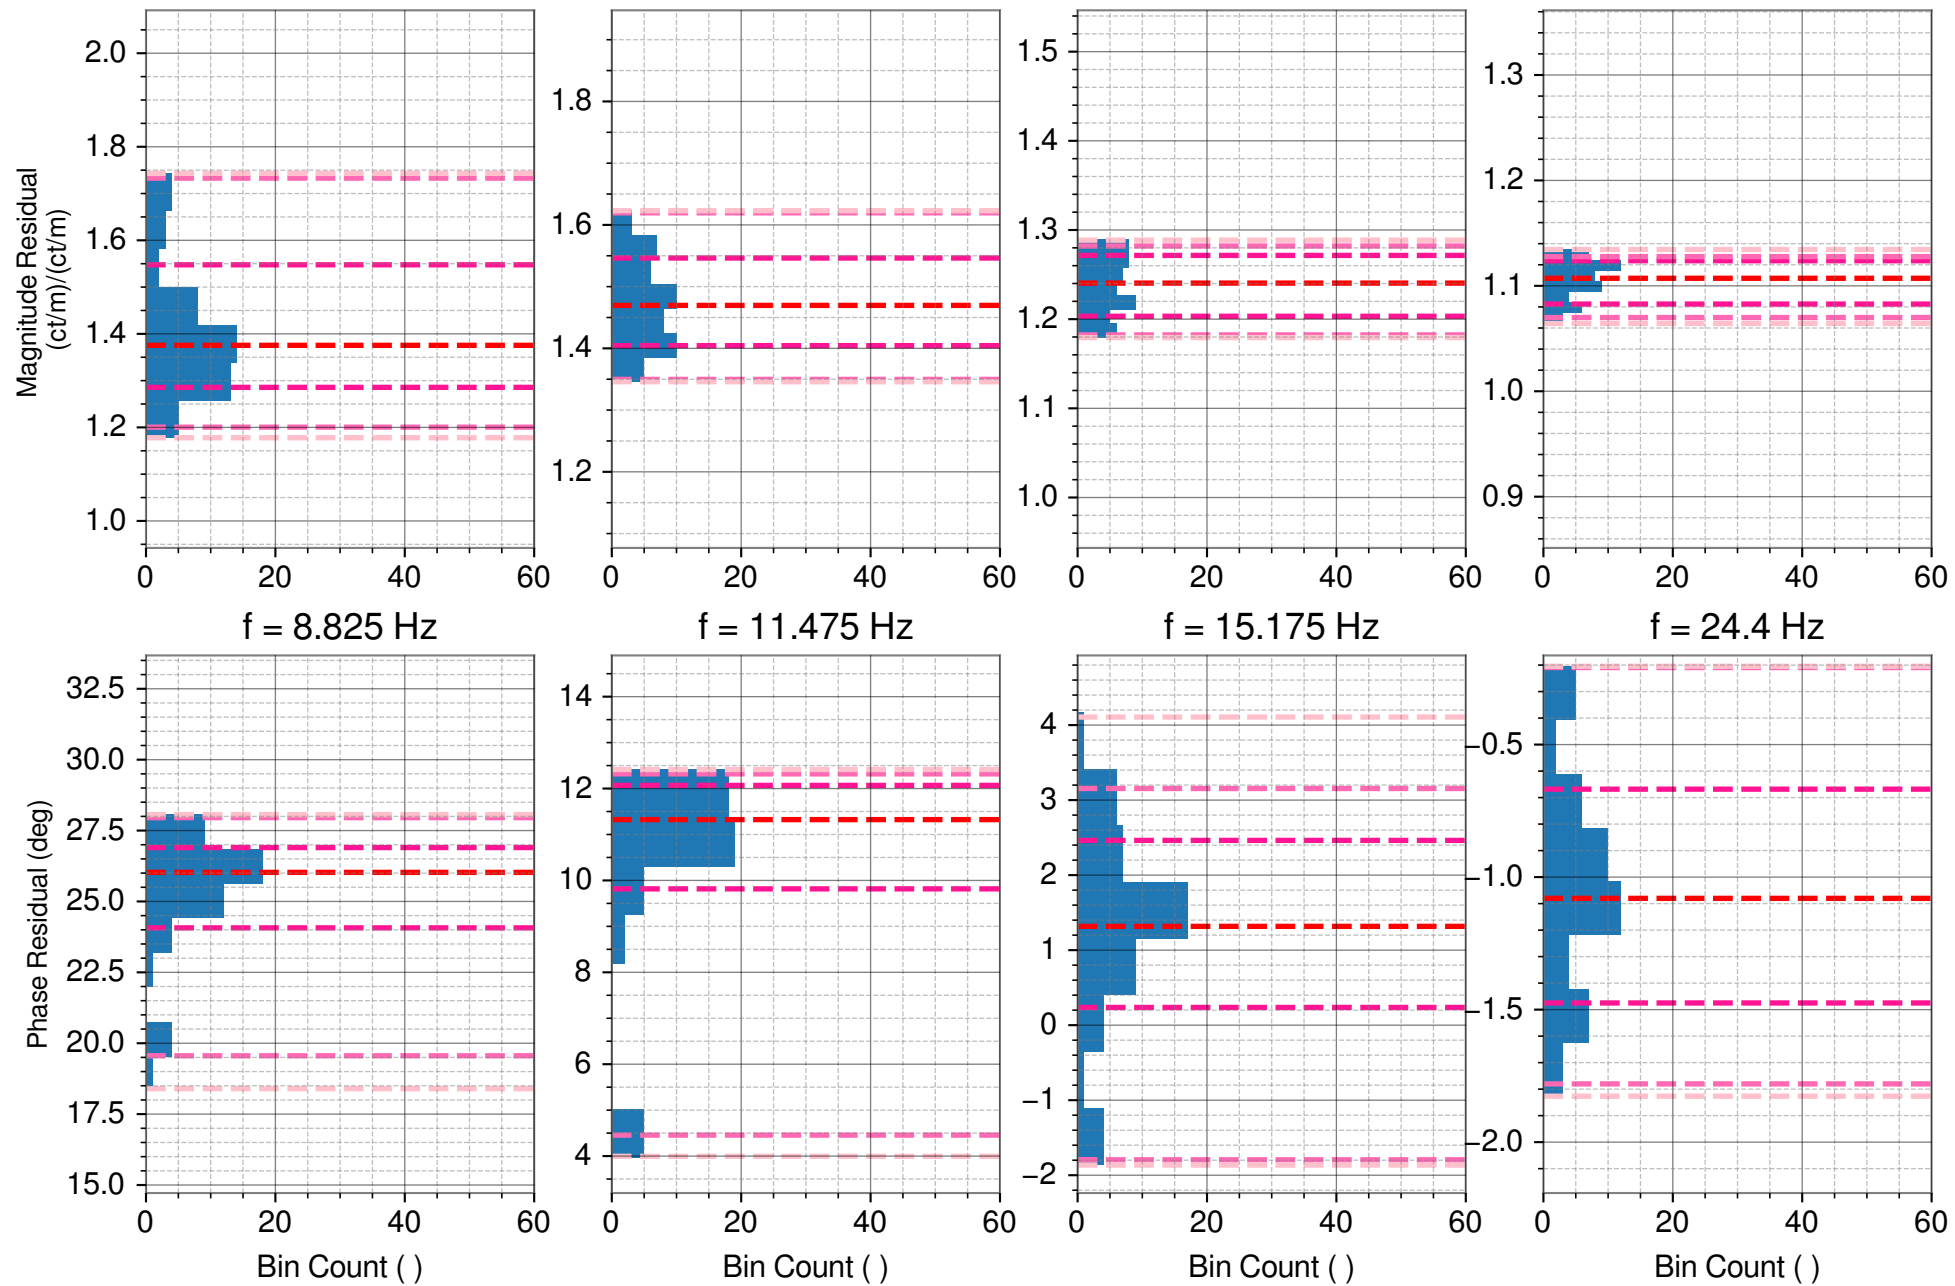 Magnitude Residual
(ct/m)/(ct/m)
2.0
1.8
1.6
1.4
1.2
1.0
0 20 40 60
1.8
1.6
1.4
1.2
0 20 40 60
1.5
1.4
1.3
1.2
1.1
1.0
0 20 40 60
1.3
1.2
1.1
1.0
0.9
0 20 40 60
f = 8.825 Hz
f = 11.475 Hz
f = 15.175 Hz
f = 24.4 Hz
Phase Residual (deg)
32.5
30.0
27.5
25.0
22.5
20.0
17.5
15.0
0 20 40 60
Bin Count ( )
14
12
10
8
6
4
0 20 40 60
Bin Count ( )
4
3
2
1
0
−1
−2
0 20 40 60
Bin Count ( )
−0.5
−1.0
−1.5
−2.0
0 20 40 60
Bin Count ( )